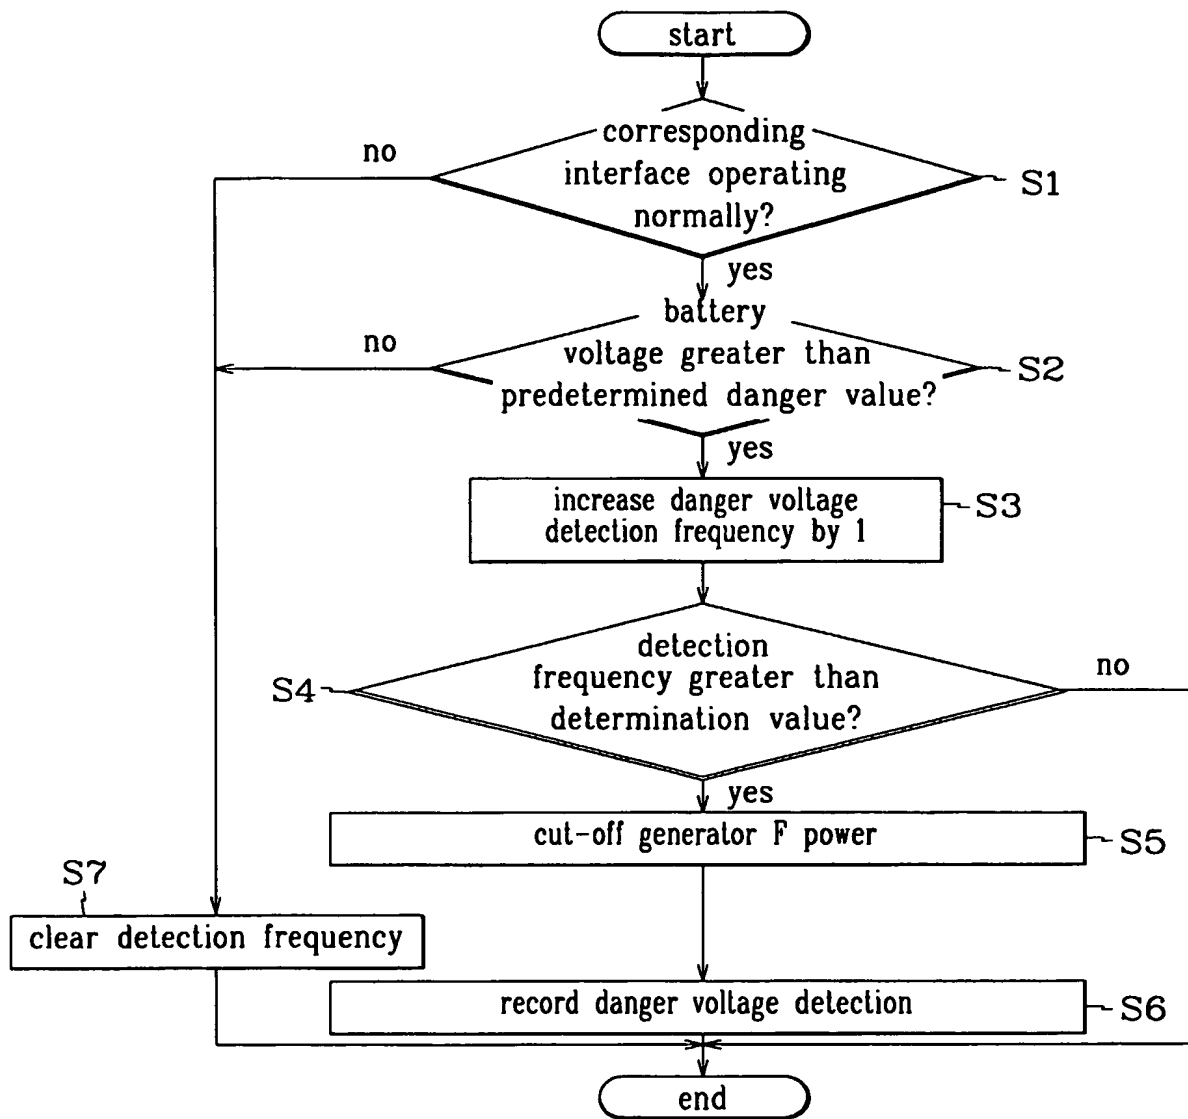 start
corresponding
interface operating
normally?
no
S1
yes
battery
voltage greater than
predetermined danger value?
no
S2
yes
increase danger voltage
detection frequency by 1
S3
detection
frequency greater than
determination value?
S4
no
yes
cut-off generator F power
S5
S7
clear detection frequency
record danger voltage detection
S6
end